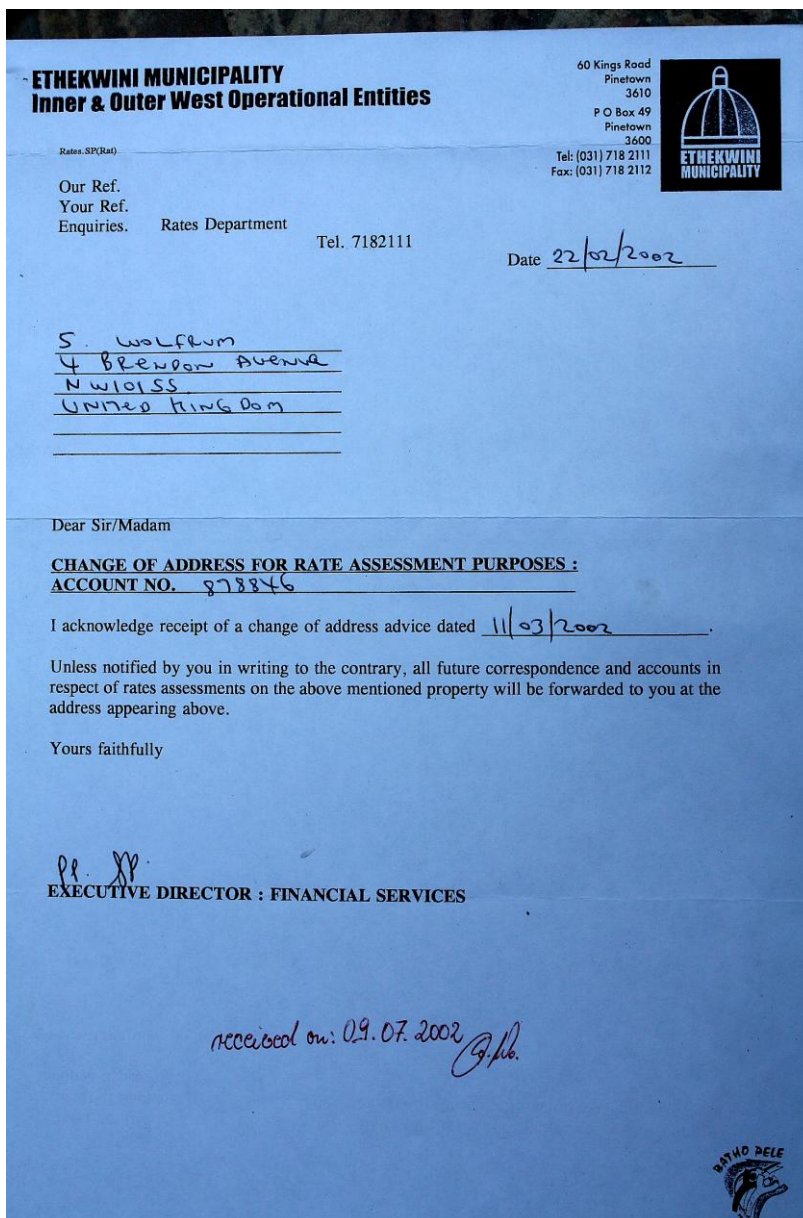 ETHEKWINI MUNICIPALITY
Inner & Outer West Operational Entities
60 Kings Road
Pinetown
3610
P O Box 49
Pinetown
3600
Tel: (031) 718 2111
Fax: (031) 718 2112
ETHEKWINI
MUNICIPALITY
Rates.SP(Rat)
Our Ref.
Your Ref.
Enquiries. Rates Department
Tel. 7182111
Date 22/02/2002
S. WOLFRUM
4 BRENDON AVENUE
NW10 1SS
UNITED KINGDOM
Dear Sir/Madam
CHANGE OF ADDRESS FOR RATE ASSESSMENT PURPOSES :
ACCOUNT NO. 878846
I acknowledge receipt of a change of address advice dated 11/03/2002.
Unless notified by you in writing to the contrary, all future correspondence and accounts in
respect of rates assessments on the above mentioned property will be forwarded to you at the
address appearing above.
Yours faithfully
pp.
EXECUTIVE DIRECTOR : FINANCIAL SERVICES
received on: 09.07.2002
BATHO PELE